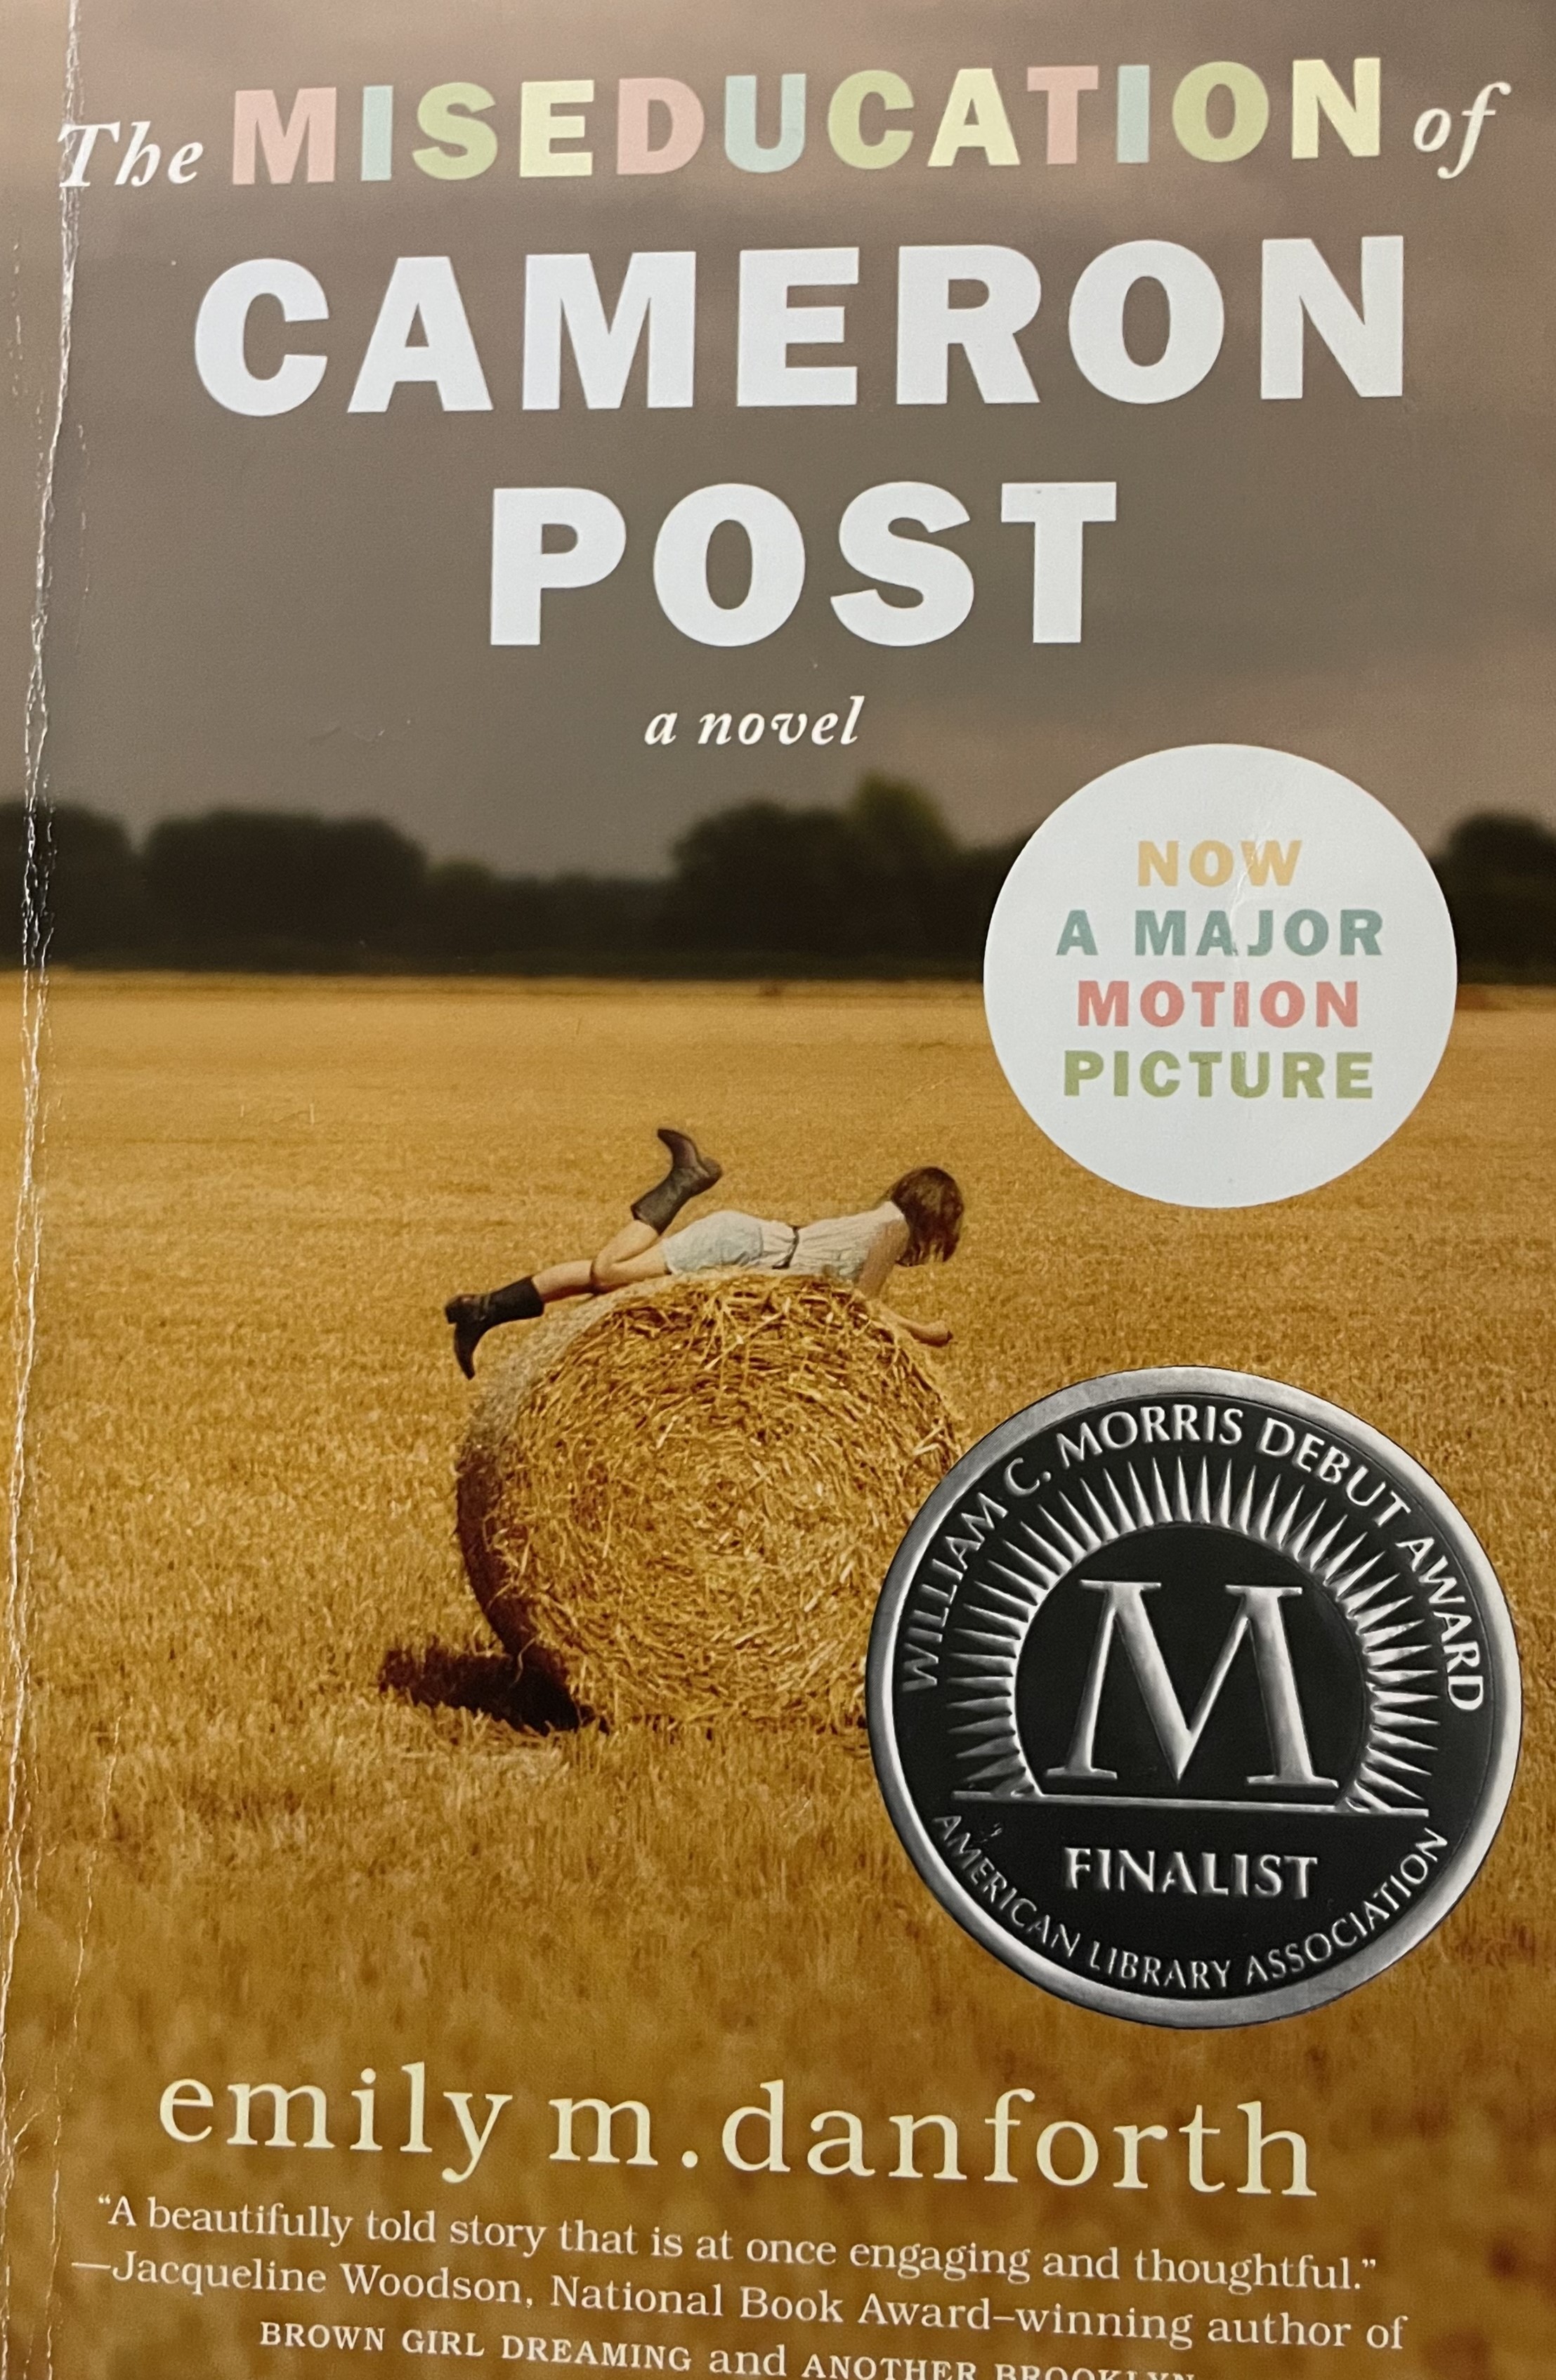 The MISEDUCATION of
CAMERON
POST
a novel
NOW
A MAJOR
MOTION
PICTURE
WILLIAM C. MORRIS DEBUT AWARD
M
FINALIST
AMERICAN LIBRARY ASSOCIATION
emily m. danforth
“A beautifully told story that is at once engaging and thoughtful.”
—Jacqueline Woodson, National Book Award–winning author of
BROWN GIRL DREAMING and ANOTHER BROOKLYN